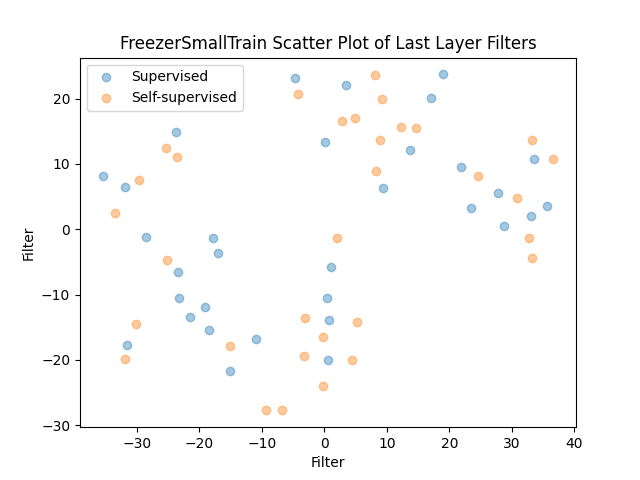 FreezerSmallTrain Scatter Plot of Last Layer Filters
Supervised
Self-supervised
20
10
0
−10
−20
−30
Filter
−30 −20 −10 0 10 20 30 40
Filter